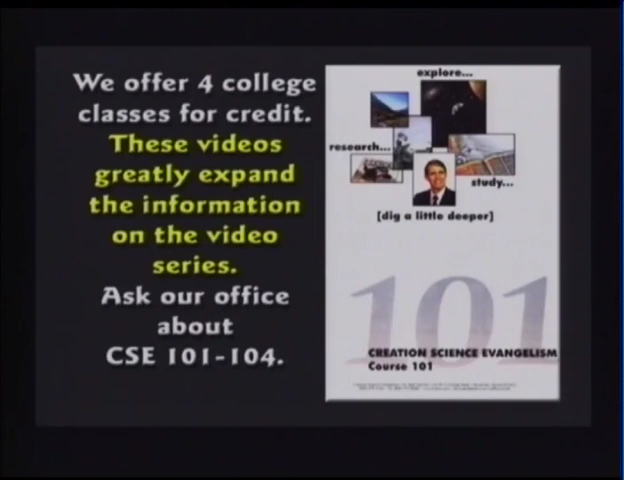 We offer 4 college
classes for credit.
These videos
greatly expand
the information
on the video
series.
Ask our office
about
CSE 101-104.
explore...
research...
study...
[dig a little deeper]
101
CREATION SCIENCE EVANGELISM
Course 101